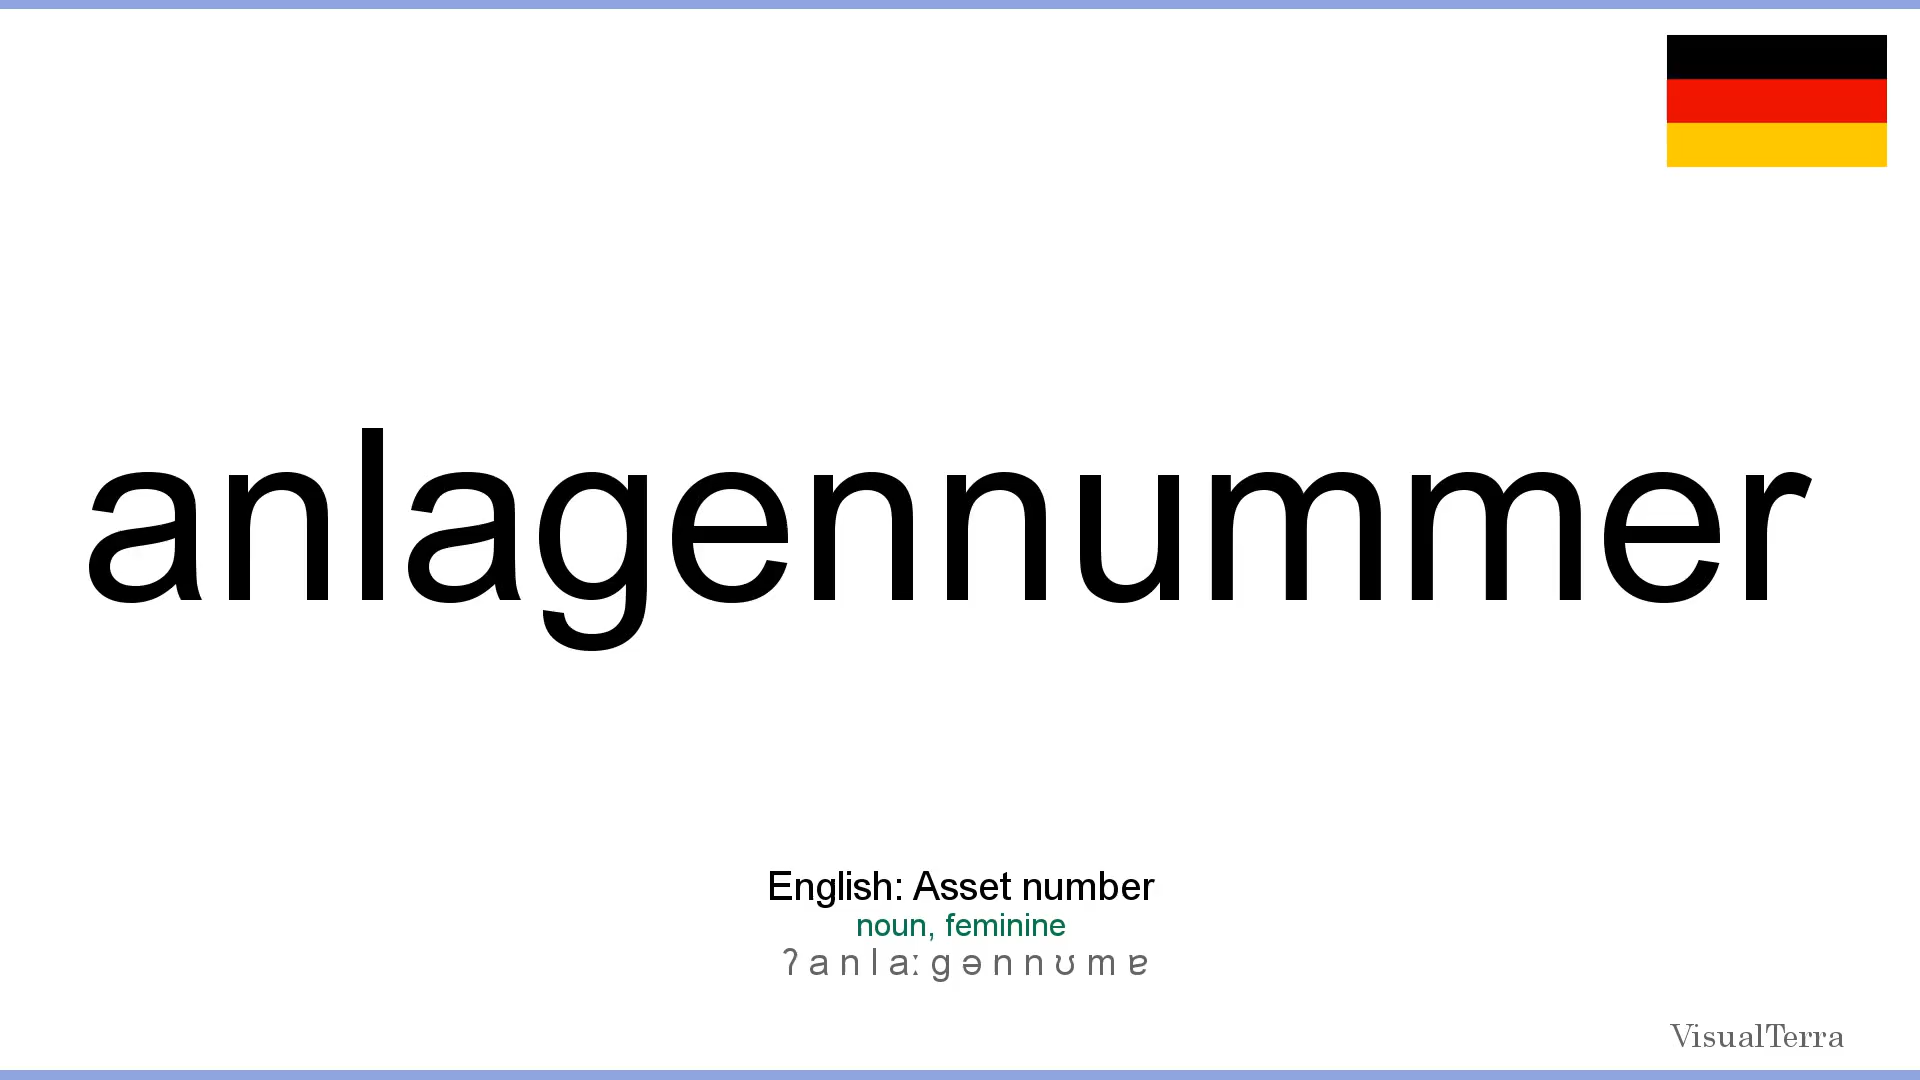 anlagennummer
English: Asset number
noun, feminine
ʔ a n l aː g ə n n ʊ m ɐ
VisualTerra